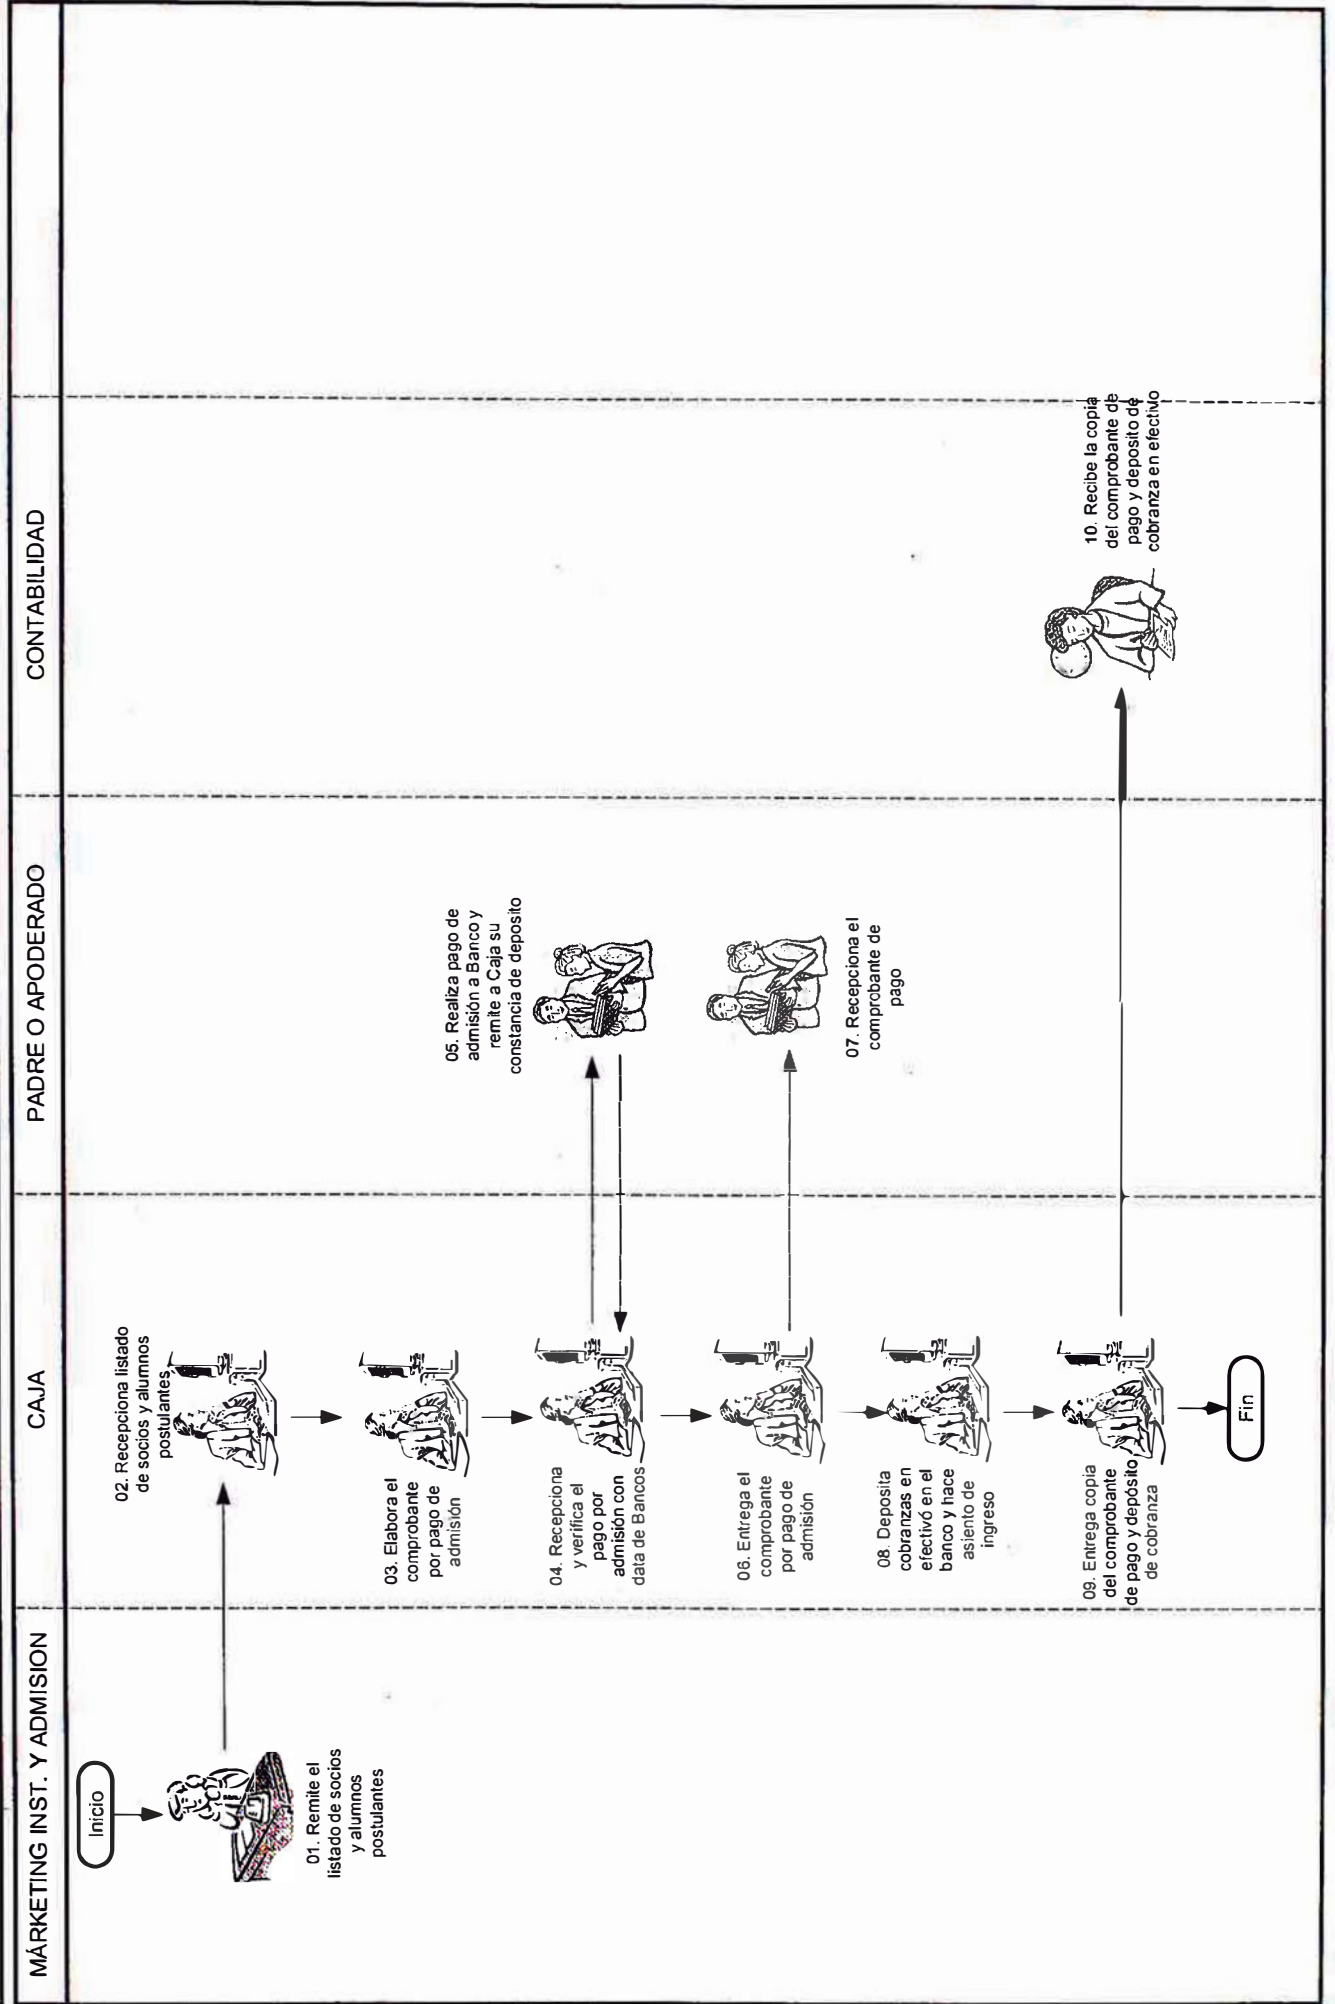 MÁRKETING INST. Y ADMISION
CAJA
PADRE O APODERADO
CONTABILIDAD
Inicio
01. Remite el
listado de socios
y alumnos
postulantes
02. Recepciona listado
de socios y alumnos
postulantes
03. Elabora el
comprobante
por pago de
admisión
04. Recepciona
y verifica el
pago por
admisión con
data de Bancos
05. Realiza pago de
admisión a Banco y
remite a Caja su
constancia de deposito
06. Entrega el
comprobante
por pago de
admisión
07. Recepciona el
comprobante de
pago
08. Deposita
cobranzas en
efectivó en el
banco y hace
asiento de
ingreso
09. Entrega copia
del comprobante
de pago y depósito
de cobranza
10. Recibe la copia
del comprobante de
pago y deposito de
cobranza en efectivo
Fin